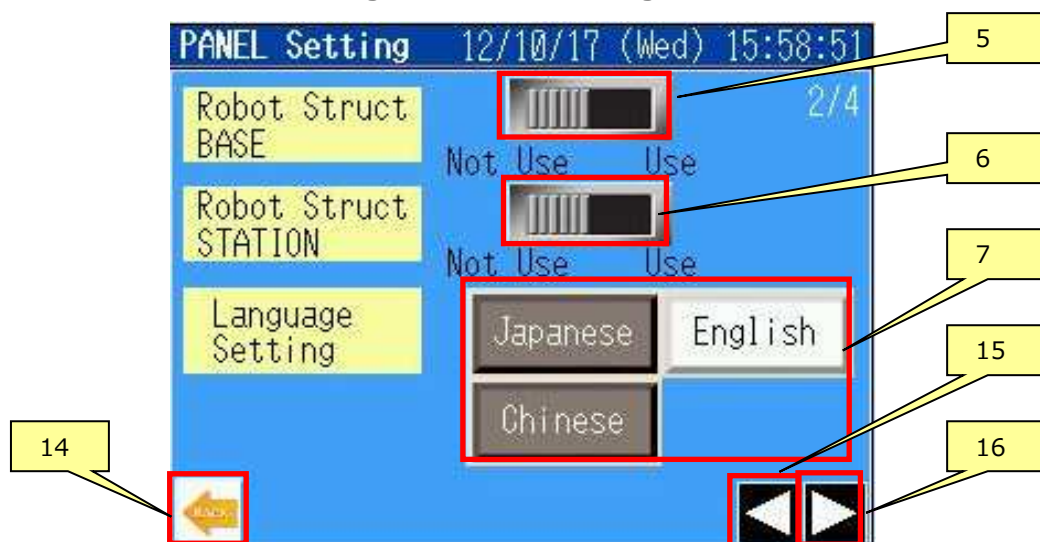 PANEL Setting 12/10/17 (Wed) 15:58:51
5
2/4
Robot Struct
BASE
Not Use Use
6
Robot Struct
STATION
Not Use Use
7
Language
Setting
Japanese English
15
Chinese
14
16
BACK